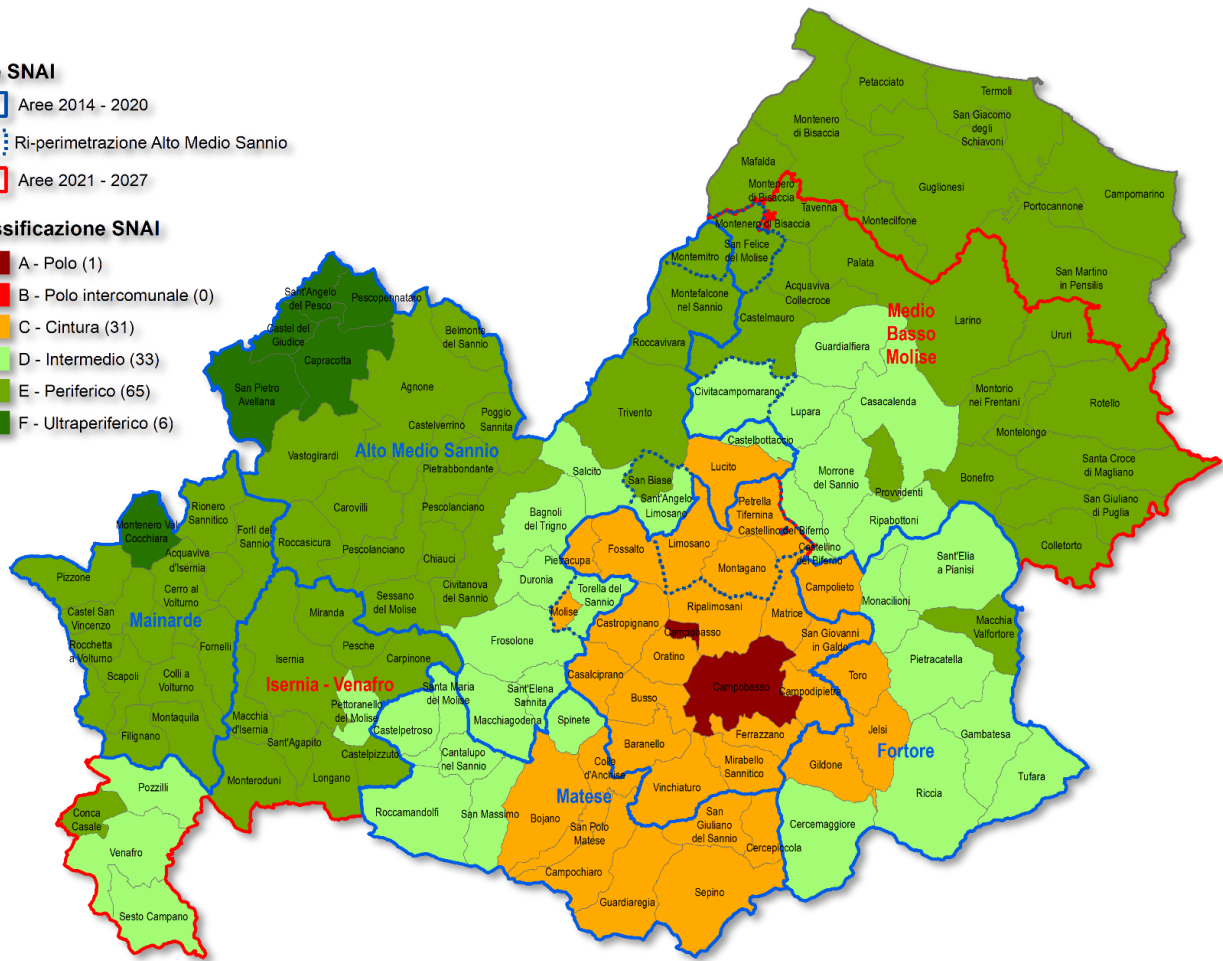 SNAI
Aree 2014 - 2020
Ri-perimetrazione Alto Medio Sannio
Aree 2021 - 2027
ssificazione SNAI
A - Polo (1)
B - Polo intercomunale (0)
C - Cintura (31)
D - Intermedio (33)
E - Periferico (65)
F - Ultraperiferico (6)
Petacciato
Termoli
Montenero
di Bisaccia
San Giacomo
degli
Schiavoni
Mafalda
Montenero
di Bisaccia
Guglionesi
Campomarino
Portocannone
Tavenna
Montecilfone
Montenero di Bisaccia
San Felice
del Molise
Montemitro
Palata
San Martino
in Pensilis
Acquaviva
Collecroce
Montefalcone
nel Sannio
Castelmauro
Roccavivara
Medio
Basso
Molise
Larino
Ururi
Guardialfiera
Sant'Angelo
del Pesco
Pescopennataro
Castel del
Giudice
Capracotta
Belmonte
del Sannio
San Pietro
Avellana
Agnone
Castelverrino
Poggio
Sannita
Trivento
Civitacampomarano
Lupara
Casacalenda
Montorio
nei Frentani
Rotello
Montelongo
Vastogirardi
Alto Medio Sannio
Pietrabbondante
Castelbottaccio
Lucito
Salcito
San Biase
Sant'Angelo
Limosano
Morrone
del Sannio
Provvidenti
Bonefro
Santa Croce
di Magliano
San Giuliano
di Puglia
Ripabottoni
Colletorto
Petrella
Tifernina
Castellino del Biferno
Castellino
del Biferno
Rionero
Sannitico
Carovilli
Pescolanciano
Bagnoli
del Trigno
Montenero Val
Cocchiara
Forlì del
Sannio
Roccasicura
Pescolanciano
Chiauci
Pietracupa
Fossalto
Limosano
Montagano
Acquaviva
d'Isernia
Sant'Elia
a Pianisi
Campolieto
Monacilioni
Pizzone
Cerro al
Volturno
Civitanova
del Sannio
Sessano
del Molise
Duronia
Torella del
Sannio
Molise
Castel San
Vincenzo
Mainarde
Miranda
Castropignano
Ripalimosani
Matrice
Macchia
Valfortore
Rocchetta
a Volturno
Fornelli
Pesche
Carpinone
Frosolone
Campobasso
San Giovanni
in Galdo
Pietracatella
Scapoli
Colli a
Volturno
Isernia
Oratino
Casalciprano
Toro
Isernia - Venafro
Santa Maria
del Molise
Sant'Elena
Sannita
Busso
Campobasso
Campodipietra
Montaquila
Macchia
d'Isernia
Pettoranello
del Molise
Castelpetroso
Macchiagodena
Spinete
Filignano
Sant'Agapito
Castelpizzuto
Cantalupo
nel Sannio
Baranello
Ferrazzano
Jelsi
Fortore
Gambatesa
Monteroduni
Longano
Colle
d'Anchise
Mirabello
Sannitico
Gildone
Tufara
Pozzilli
Matese
Vinchiaturo
Riccia
Conca
Casale
Roccamandolfi
San Massimo
Bojano
San Polo
Matese
San
Giuliano
del Sannio
Cercemaggiore
Venafro
Cercepiccola
Campochiaro
Guardiaregia
Sepino
Sesto Campano